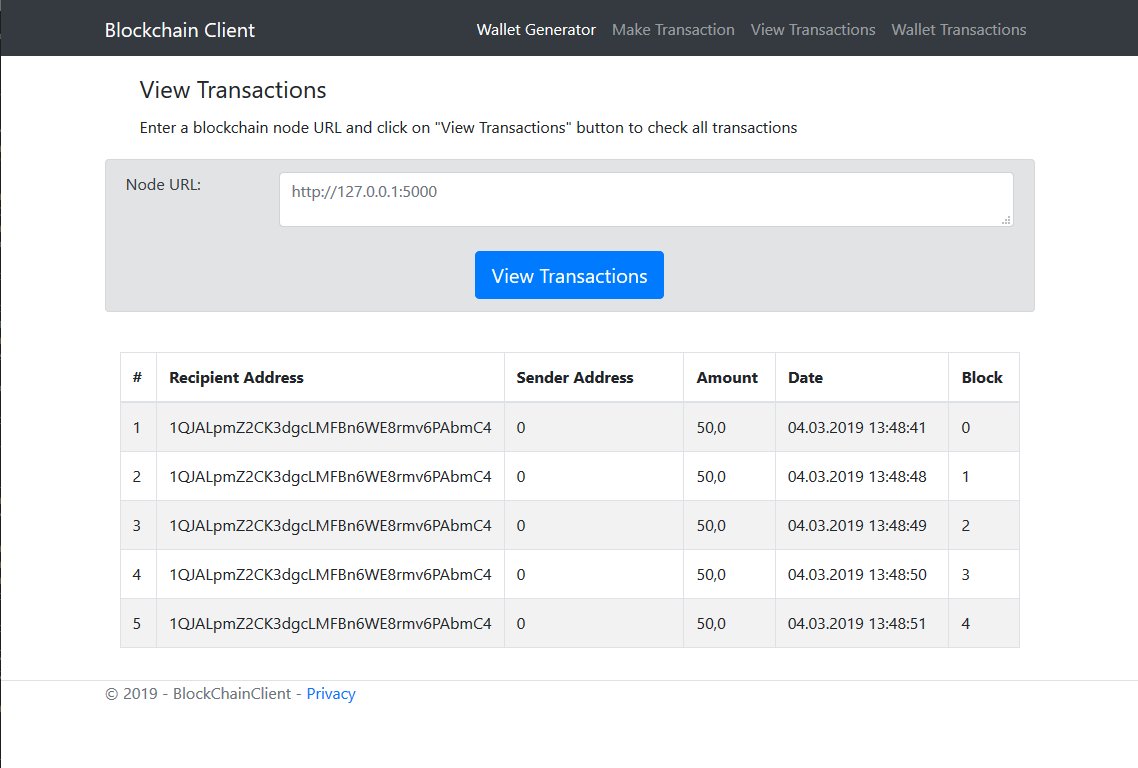 Blockchain Client Wallet Generator Make Transaction View Transactions Wallet Transactions
View Transactions
Enter a blockchain node URL and click on "View Transactions" button to check all transactions
Node URL: http://127.0.0.1:5000
View Transactions
# Recipient Address Sender Address Amount Date Block
1 1QJALpmZ2CK3dgcLMFBn6WE8rmv6PAbmC4 0 50,0 04.03.2019 13:48:41 0
2 1QJALpmZ2CK3dgcLMFBn6WE8rmv6PAbmC4 0 50,0 04.03.2019 13:48:48 1
3 1QJALpmZ2CK3dgcLMFBn6WE8rmv6PAbmC4 0 50,0 04.03.2019 13:48:49 2
4 1QJALpmZ2CK3dgcLMFBn6WE8rmv6PAbmC4 0 50,0 04.03.2019 13:48:50 3
5 1QJALpmZ2CK3dgcLMFBn6WE8rmv6PAbmC4 0 50,0 04.03.2019 13:48:51 4
© 2019 - BlockChainClient - Privacy